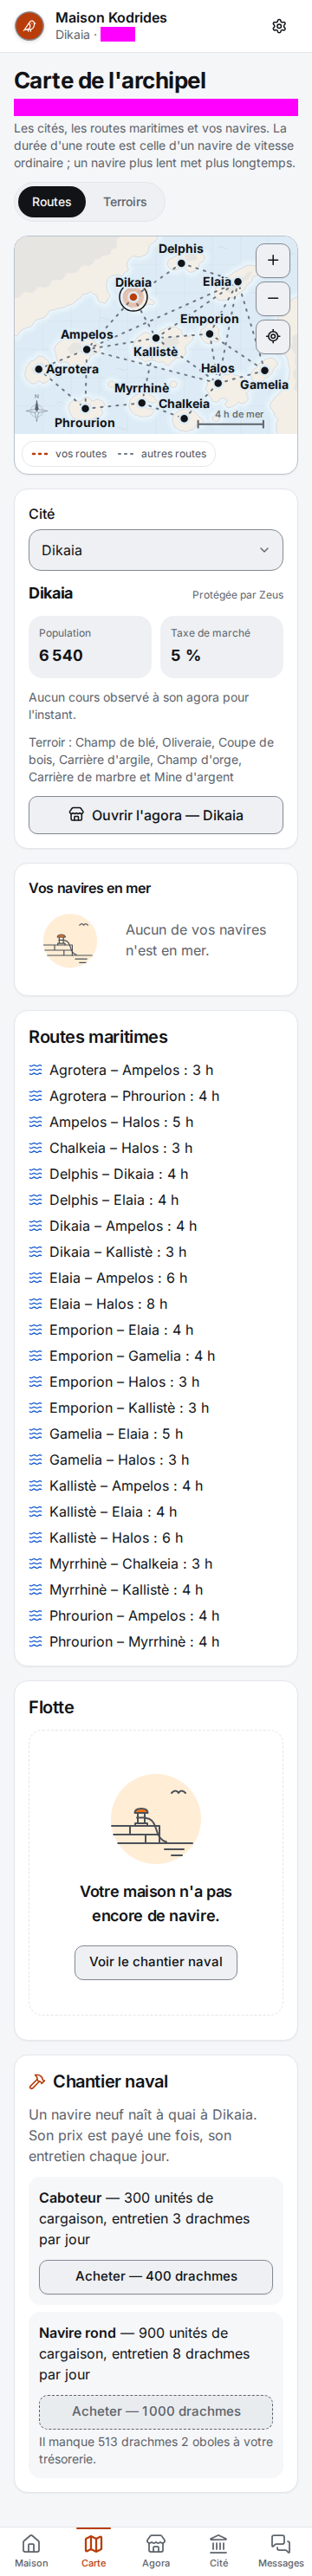 Maison Kodrides
Dikaia ·
Carte de l'archipel
Les cités, les routes maritimes et vos navires. La
durée d'une route est celle d'un navire de vitesse
ordinaire ; un navire plus lent met plus longtemps.
Routes
Terroirs
Delphis
Dikaia
Elaia
Emporion
Ampelos
Kallistè
Agrotera
Halos
Gamelia
Myrrhinè
Chalkeia
Phrourion
N
4 h de mer
vos routes
autres routes
Cité
Dikaia
Dikaia
Protégée par Zeus
Population
6 540
Taxe de marché
5 %
Aucun cours observé à son agora pour
l'instant.
Terroir : Champ de blé, Oliveraie, Coupe de
bois, Carrière d'argile, Champ d'orge,
Carrière de marbre et Mine d'argent
Ouvrir l'agora — Dikaia
Vos navires en mer
Aucun de vos navires
n'est en mer.
Routes maritimes
Agrotera – Ampelos : 3 h
Agrotera – Phrourion : 4 h
Ampelos – Halos : 5 h
Chalkeia – Halos : 3 h
Delphis – Dikaia : 4 h
Delphis – Elaia : 4 h
Dikaia – Ampelos : 4 h
Dikaia – Kallistè : 3 h
Elaia – Ampelos : 6 h
Elaia – Halos : 8 h
Emporion – Elaia : 4 h
Emporion – Gamelia : 4 h
Emporion – Halos : 3 h
Emporion – Kallistè : 3 h
Gamelia – Elaia : 5 h
Gamelia – Halos : 3 h
Kallistè – Ampelos : 4 h
Kallistè – Elaia : 4 h
Kallistè – Halos : 6 h
Myrrhinè – Chalkeia : 3 h
Myrrhinè – Kallistè : 4 h
Phrourion – Ampelos : 4 h
Phrourion – Myrrhinè : 4 h
Flotte
Votre maison n'a pas
encore de navire.
Voir le chantier naval
Chantier naval
Un navire neuf naît à quai à Dikaia.
Son prix est payé une fois, son
entretien chaque jour.
Caboteur — 300 unités de
cargaison, entretien 3 drachmes
par jour
Acheter — 400 drachmes
Navire rond — 900 unités de
cargaison, entretien 8 drachmes
par jour
Acheter — 1000 drachmes
Il manque 513 drachmes 2 oboles à votre
trésorerie.
Maison
Carte
Agora
Cité
Messages